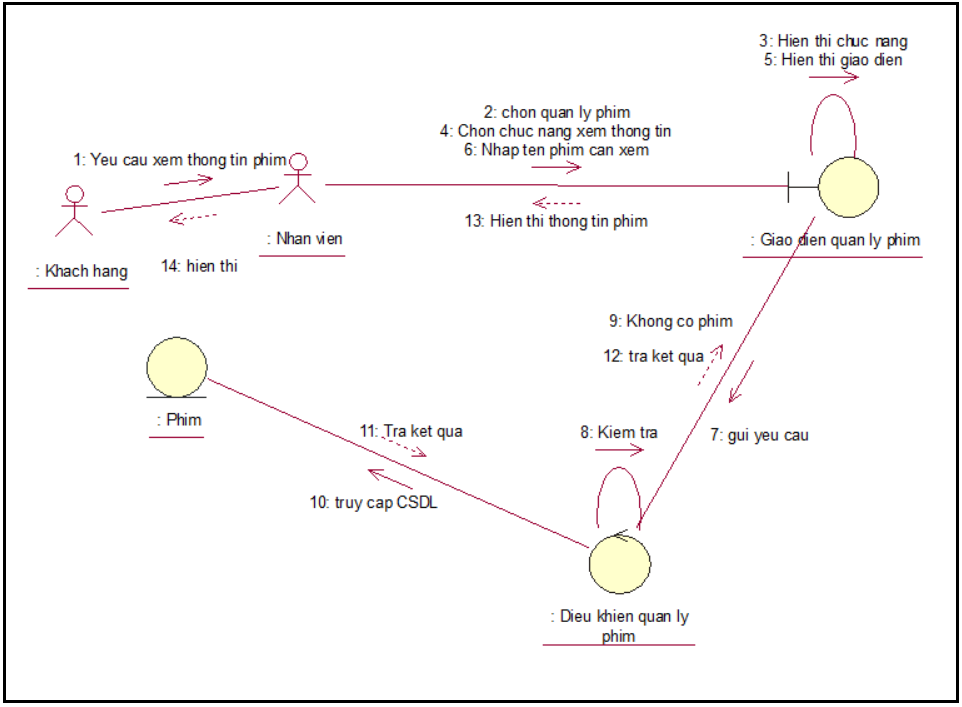 3: Hien thi chuc nang
5: Hien thi giao dien
2: chon quan ly phim
4: Chon chuc nang xem thong tin
6: Nhap ten phim can xem
1: Yeu cau xem thong tin phim
13: Hien thi thong tin phim
: Nhan vien
: Giao dien quan ly phim
14: hien thi
: Khach hang
9: Khong co phim
12: tra ket qua
: Phim
11: Tra ket qua
8: Kiem tra
7: gui yeu cau
10: truy cap CSDL
: Dieu khien quan ly
phim